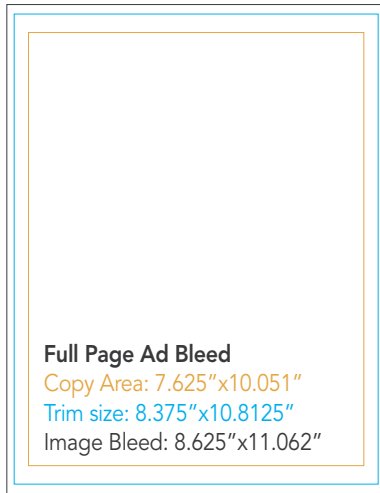 Full Page Ad Bleed
Copy Area: 7.625”x10.051”
Trim size: 8.375”x10.8125”
Image Bleed: 8.625”x11.062”